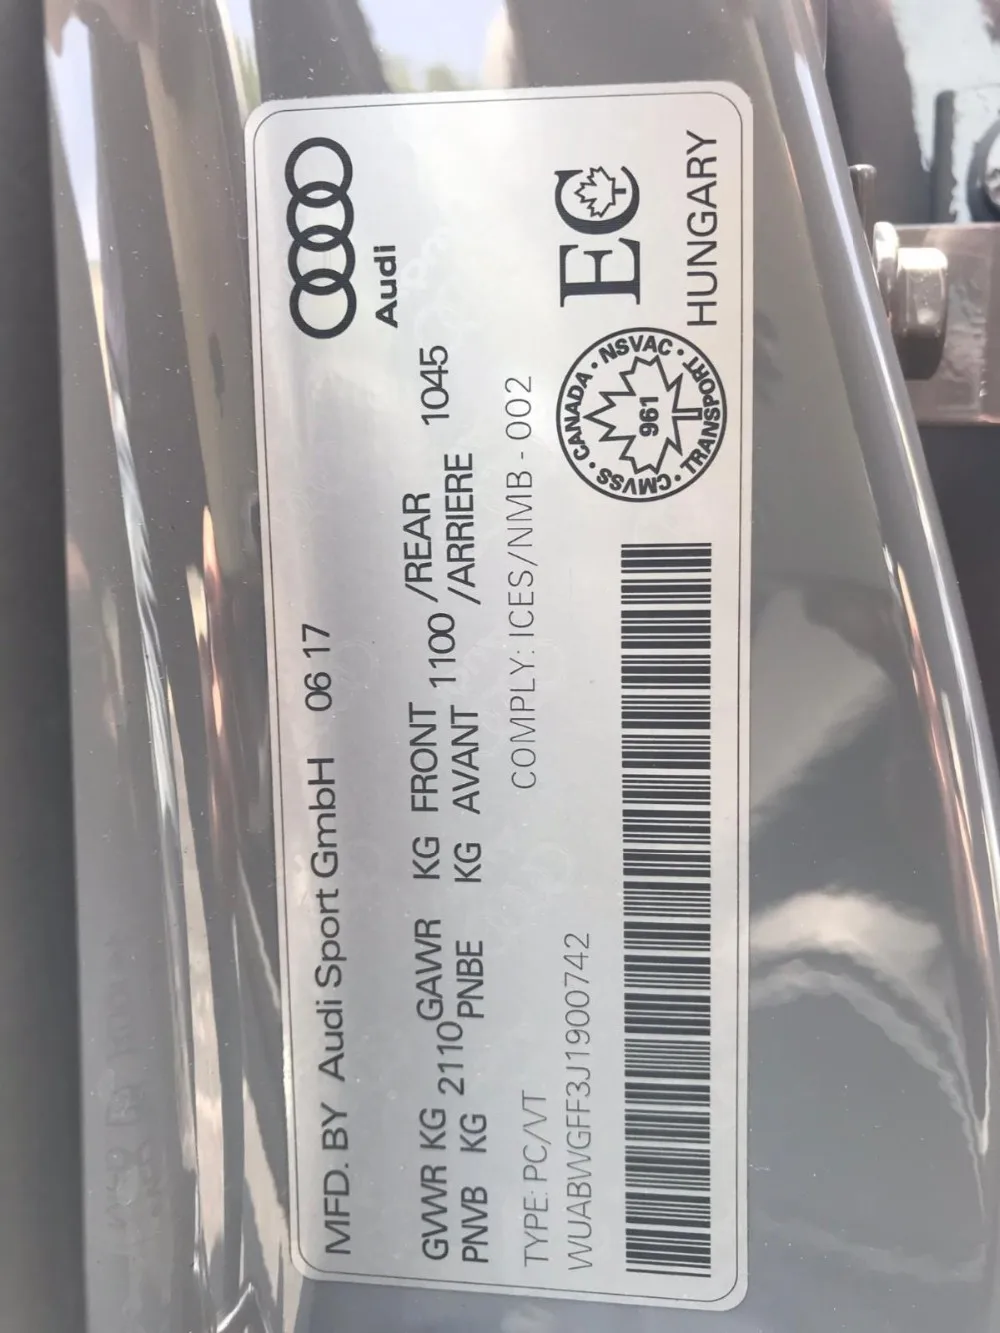 MFD. BY Audi Sport GmbH 06 17
Audi
GVWR KG 2110 GAWR KG FRONT 1100 /REAR 1045
PNVB KG PNBE KG AVANT /ARRIERE
TYPE: PC/VT COMPLY: ICES/NMB - 002
WUABWGFF3J1900742
CMVSS · CANADA · NSVAC · TRANSPORT ·
961
EC
HUNGARY